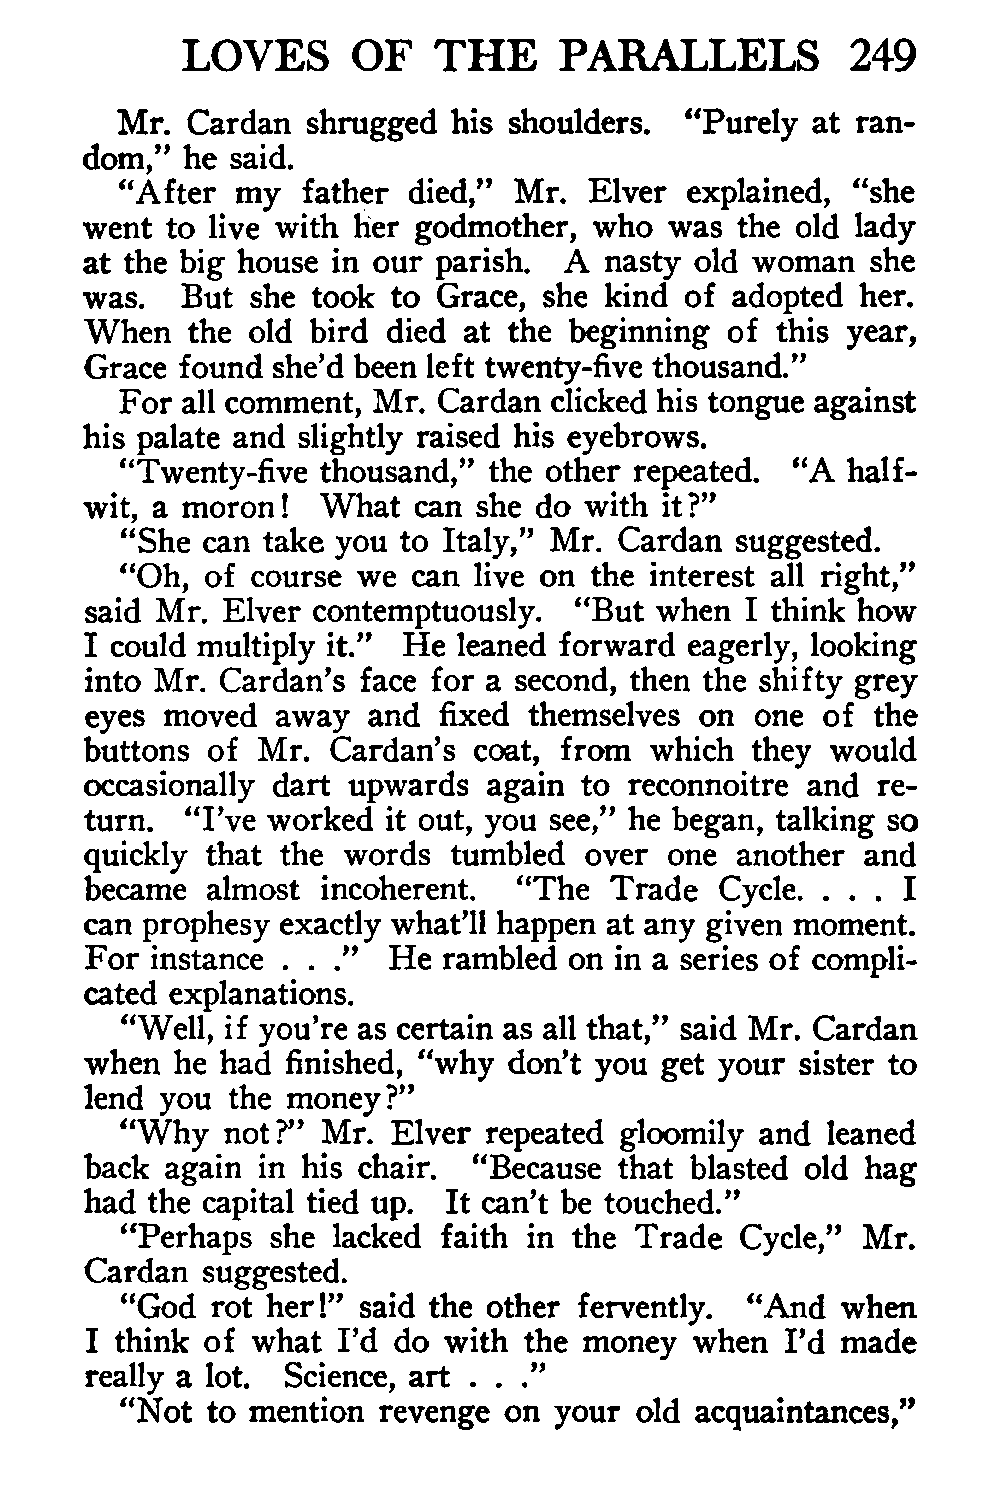 LOVES OF THE PARALLELS 249
Mr. Cardan shrugged his shoulders. “Purely at ran-
dom,” he said.
“After my father died,” Mr. Elver explained, “she
went to live with her godmother, who was the old lady
at the big house in our parish. A nasty old woman she
was. But she took to Grace, she kind of adopted her.
When the old bird died at the beginning of this year,
Grace found she’d been left twenty-five thousand.”
For all comment, Mr. Cardan clicked his tongue against
his palate and slightly raised his eyebrows.
“Twenty-five thousand,” the other repeated. “A half-
wit, a moron! What can she do with it?”
“She can take you to Italy,” Mr. Cardan suggested.
“Oh, of course we can live on the interest all right,”
said Mr. Elver contemptuously. “But when I think how
I could multiply it.” He leaned forward eagerly, looking
into Mr. Cardan’s face for a second, then the shifty grey
eyes moved away and fixed themselves on one of the
buttons of Mr. Cardan’s coat, from which they would
occasionally dart upwards again to reconnoitre and re-
turn. “I’ve worked it out, you see,” he began, talking so
quickly that the words tumbled over one another and
became almost incoherent. “The Trade Cycle. . . . I
can prophesy exactly what’ll happen at any given moment.
For instance . . .” He rambled on in a series of compli-
cated explanations.
“Well, if you’re as certain as all that,” said Mr. Cardan
when he had finished, “why don’t you get your sister to
lend you the money?”
“Why not?” Mr. Elver repeated gloomily and leaned
back again in his chair. “Because that blasted old hag
had the capital tied up. It can’t be touched.”
“Perhaps she lacked faith in the Trade Cycle,” Mr.
Cardan suggested.
“God rot her!” said the other fervently. “And when
I think of what I’d do with the money when I’d made
really a lot. Science, art . . .”
“Not to mention revenge on your old acquaintances,”